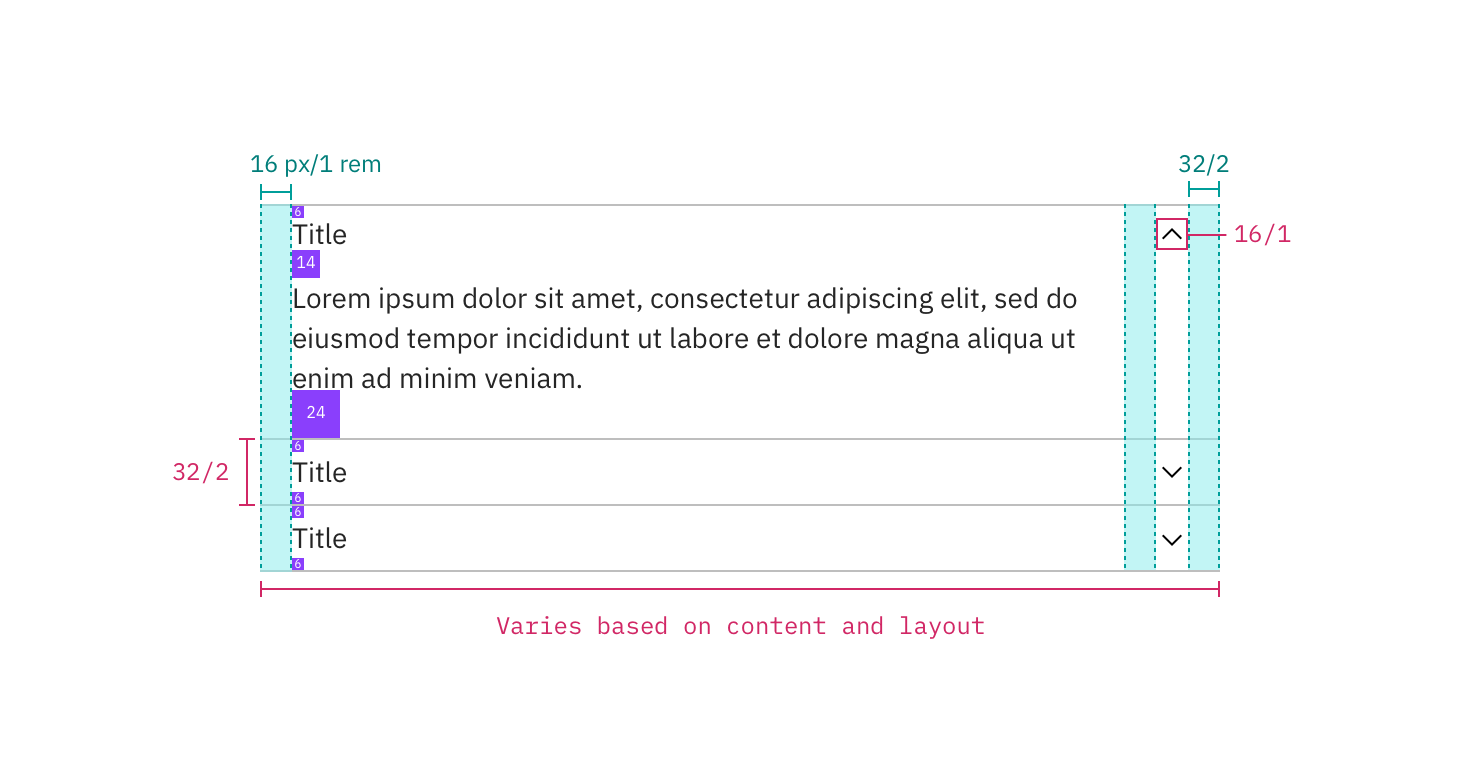 16 px/1 rem
32/2
6
Title
16/1
14
Lorem ipsum dolor sit amet, consectetur adipiscing elit, sed do
eiusmod tempor incididunt ut labore et dolore magna aliqua ut
enim ad minim veniam.
24
6
32/2
Title
6
6
Title
6
Varies based on content and layout